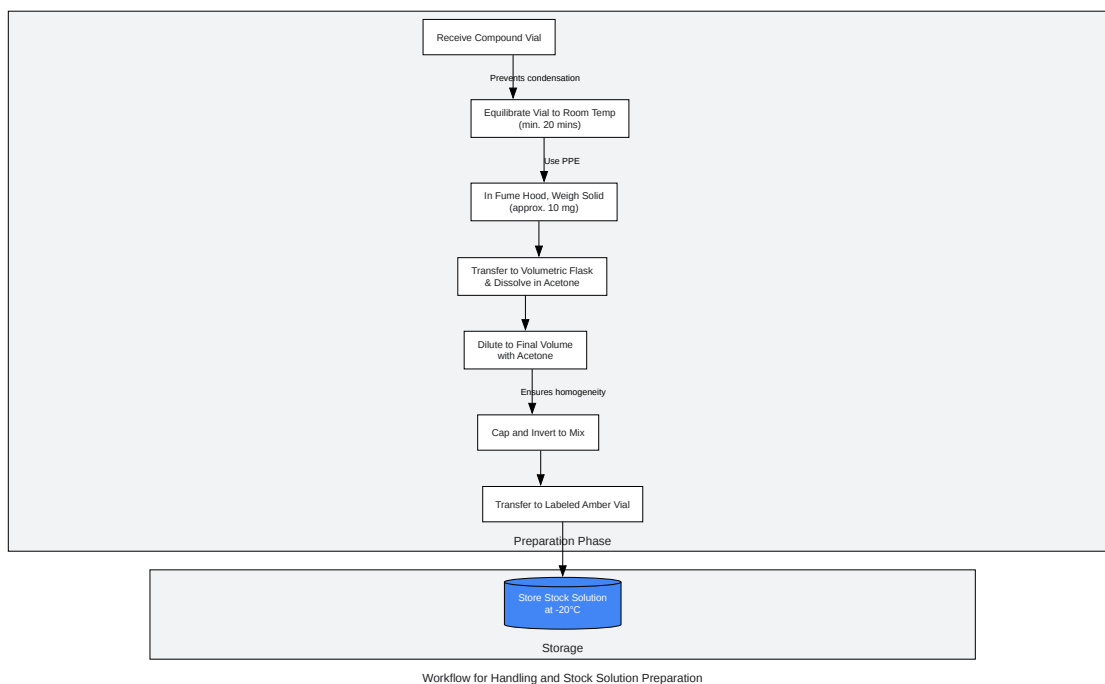 Receive Compound Vial
Prevents condensation
Equilibrate Vial to Room Temp
(min. 20 mins)
Use PPE
In Fume Hood, Weigh Solid
(approx. 10 mg)
Transfer to Volumetric Flask
& Dissolve in Acetone
Dilute to Final Volume
with Acetone
Ensures homogeneity
Cap and Invert to Mix
Transfer to Labeled Amber Vial
Preparation Phase
Store Stock Solution
at -20°C
Storage
Workflow for Handling and Stock Solution Preparation